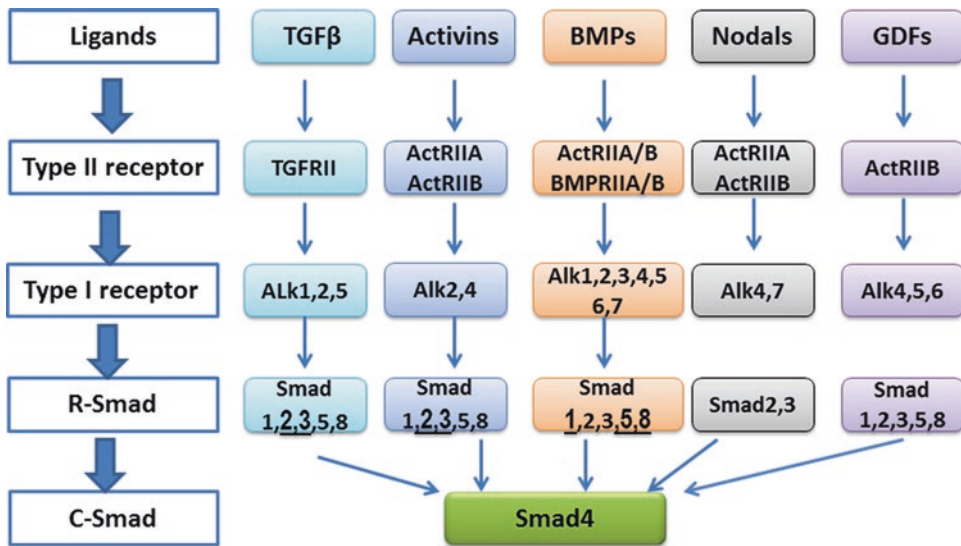 Ligands
TGFβ
Activins
BMPs
Nodals
GDFs
Type II receptor
TGFRII
ActRIIA
ActRIIB
ActRIIA/B
BMPRIIA/B
ActRIIA
ActRIIB
ActRIIB
Type I receptor
ALk1,2,5
Alk2,4
Alk1,2,3,4,5
6,7
Alk4,7
Alk4,5,6
R-Smad
Smad
1,2,3,5,8
Smad
1,2,3,5,8
Smad
1,2,3,5,8
Smad2,3
Smad
1,2,3,5,8
C-Smad
Smad4